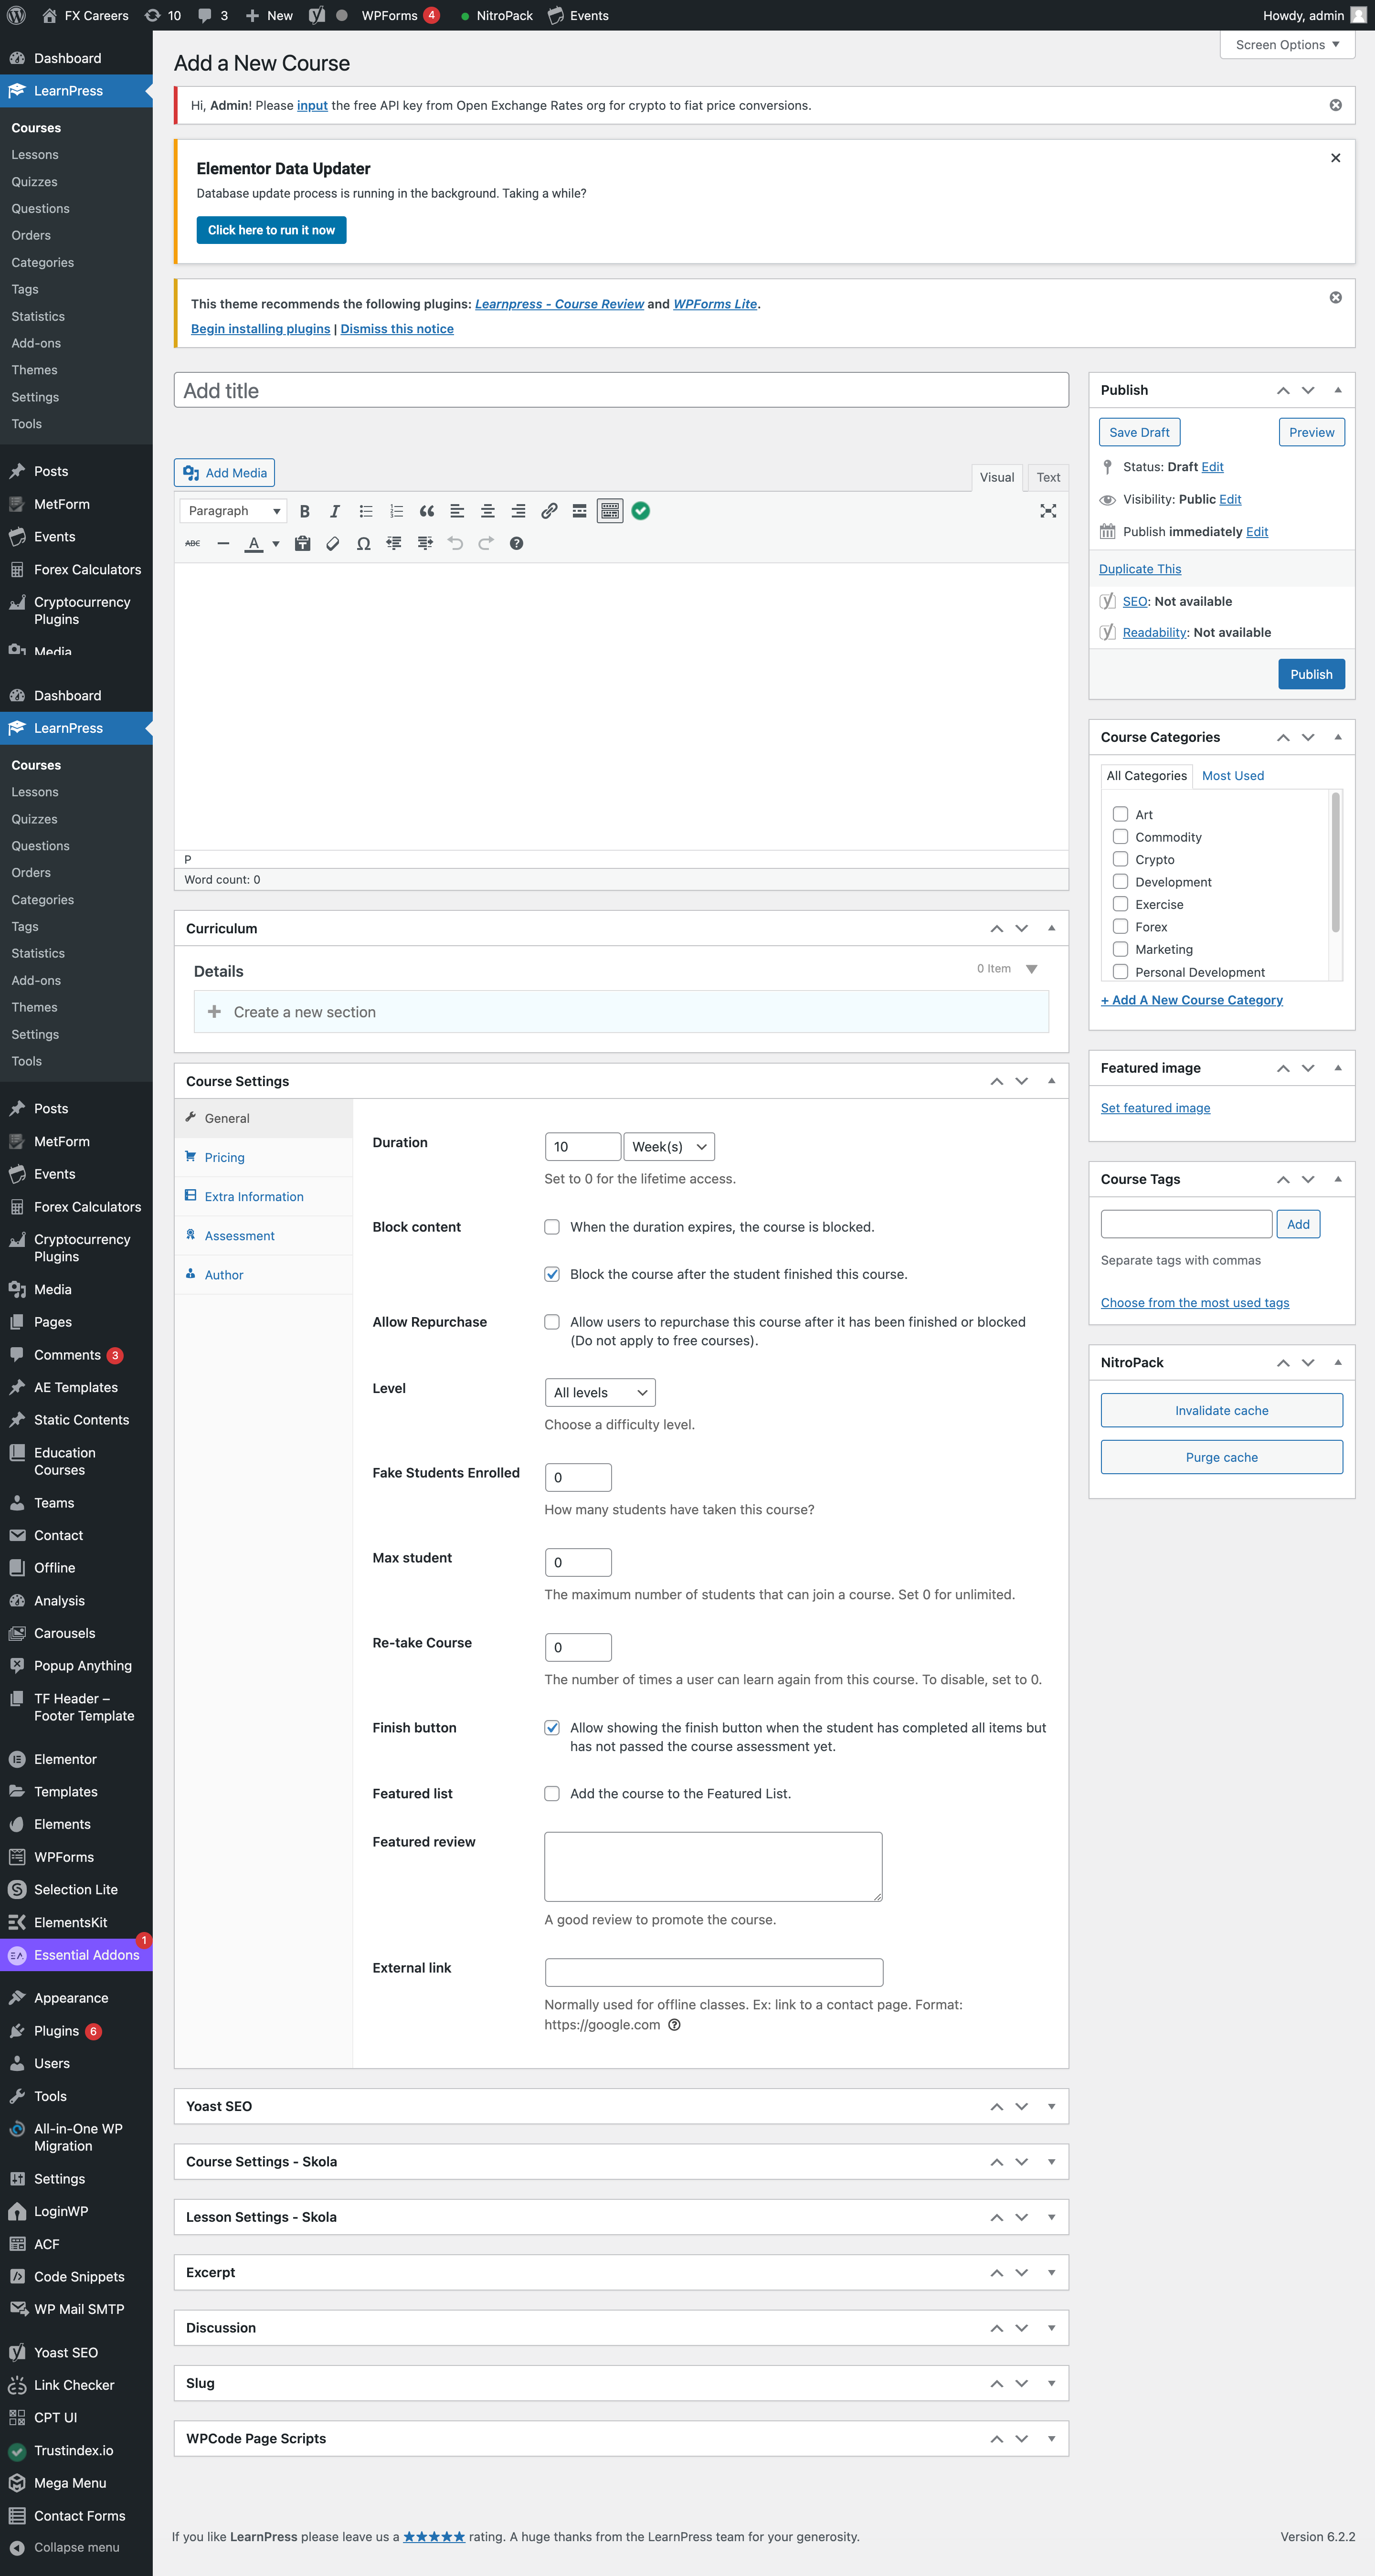 FX Careers 10 3 New WPForms 4 NitroPack Events Howdy, admin
Screen Options
Dashboard
LearnPress
Courses
Lessons
Quizzes
Questions
Orders
Categories
Tags
Statistics
Add-ons
Themes
Settings
Tools
Posts
MetForm
Events
Forex Calculators
Cryptocurrency
Plugins
Media
Dashboard
LearnPress
Courses
Lessons
Quizzes
Questions
Orders
Categories
Tags
Statistics
Add-ons
Themes
Settings
Tools
Posts
MetForm
Events
Forex Calculators
Cryptocurrency
Plugins
Media
Pages
Comments 3
AE Templates
Static Contents
Education
Courses
Teams
Contact
Offline
Analysis
Carousels
Popup Anything
TF Header –
Footer Template
Elementor
Templates
Elements
WPForms
Selection Lite
ElementsKit
Essential Addons 1
Appearance
Plugins 6
Users
Tools
All-in-One WP
Migration
Settings
LoginWP
ACF
Code Snippets
WP Mail SMTP
Yoast SEO
Link Checker
CPT UI
Trustindex.io
Mega Menu
Contact Forms
Collapse menu
Add a New Course
Hi, Admin! Please input the free API key from Open Exchange Rates org for crypto to fiat price conversions.
Elementor Data Updater
Database update process is running in the background. Taking a while?
Click here to run it now
This theme recommends the following plugins: Learnpress - Course Review and WPForms Lite.
Begin installing plugins | Dismiss this notice
Add title
Add Media
Visual Text
Paragraph B I
ABC A Ω
P
Word count: 0
Curriculum
Details 0 Item
Create a new section
Course Settings
General
Pricing
Extra Information
Assessment
Author
Duration 10 Week(s)
Set to 0 for the lifetime access.
Block content When the duration expires, the course is blocked.
Block the course after the student finished this course.
Allow Repurchase Allow users to repurchase this course after it has been finished or blocked
(Do not apply to free courses).
Level All levels
Choose a difficulty level.
Fake Students Enrolled 0
How many students have taken this course?
Max student 0
The maximum number of students that can join a course. Set 0 for unlimited.
Re-take Course 0
The number of times a user can learn again from this course. To disable, set to 0.
Finish button Allow showing the finish button when the student has completed all items but
has not passed the course assessment yet.
Featured list Add the course to the Featured List.
Featured review
A good review to promote the course.
External link
Normally used for offline classes. Ex: link to a contact page. Format:
https://google.com
Yoast SEO
Course Settings - Skola
Lesson Settings - Skola
Excerpt
Discussion
Slug
WPCode Page Scripts
Publish
Save Draft Preview
Status: Draft Edit
Visibility: Public Edit
Publish immediately Edit
Duplicate This
SEO: Not available
Readability: Not available
Publish
Course Categories
All Categories Most Used
Art
Commodity
Crypto
Development
Exercise
Forex
Marketing
Personal Development
+ Add A New Course Category
Featured image
Set featured image
Course Tags
Add
Separate tags with commas
Choose from the most used tags
NitroPack
Invalidate cache
Purge cache
If you like LearnPress please leave us a ★★★★★ rating. A huge thanks from the LearnPress team for your generosity. Version 6.2.2